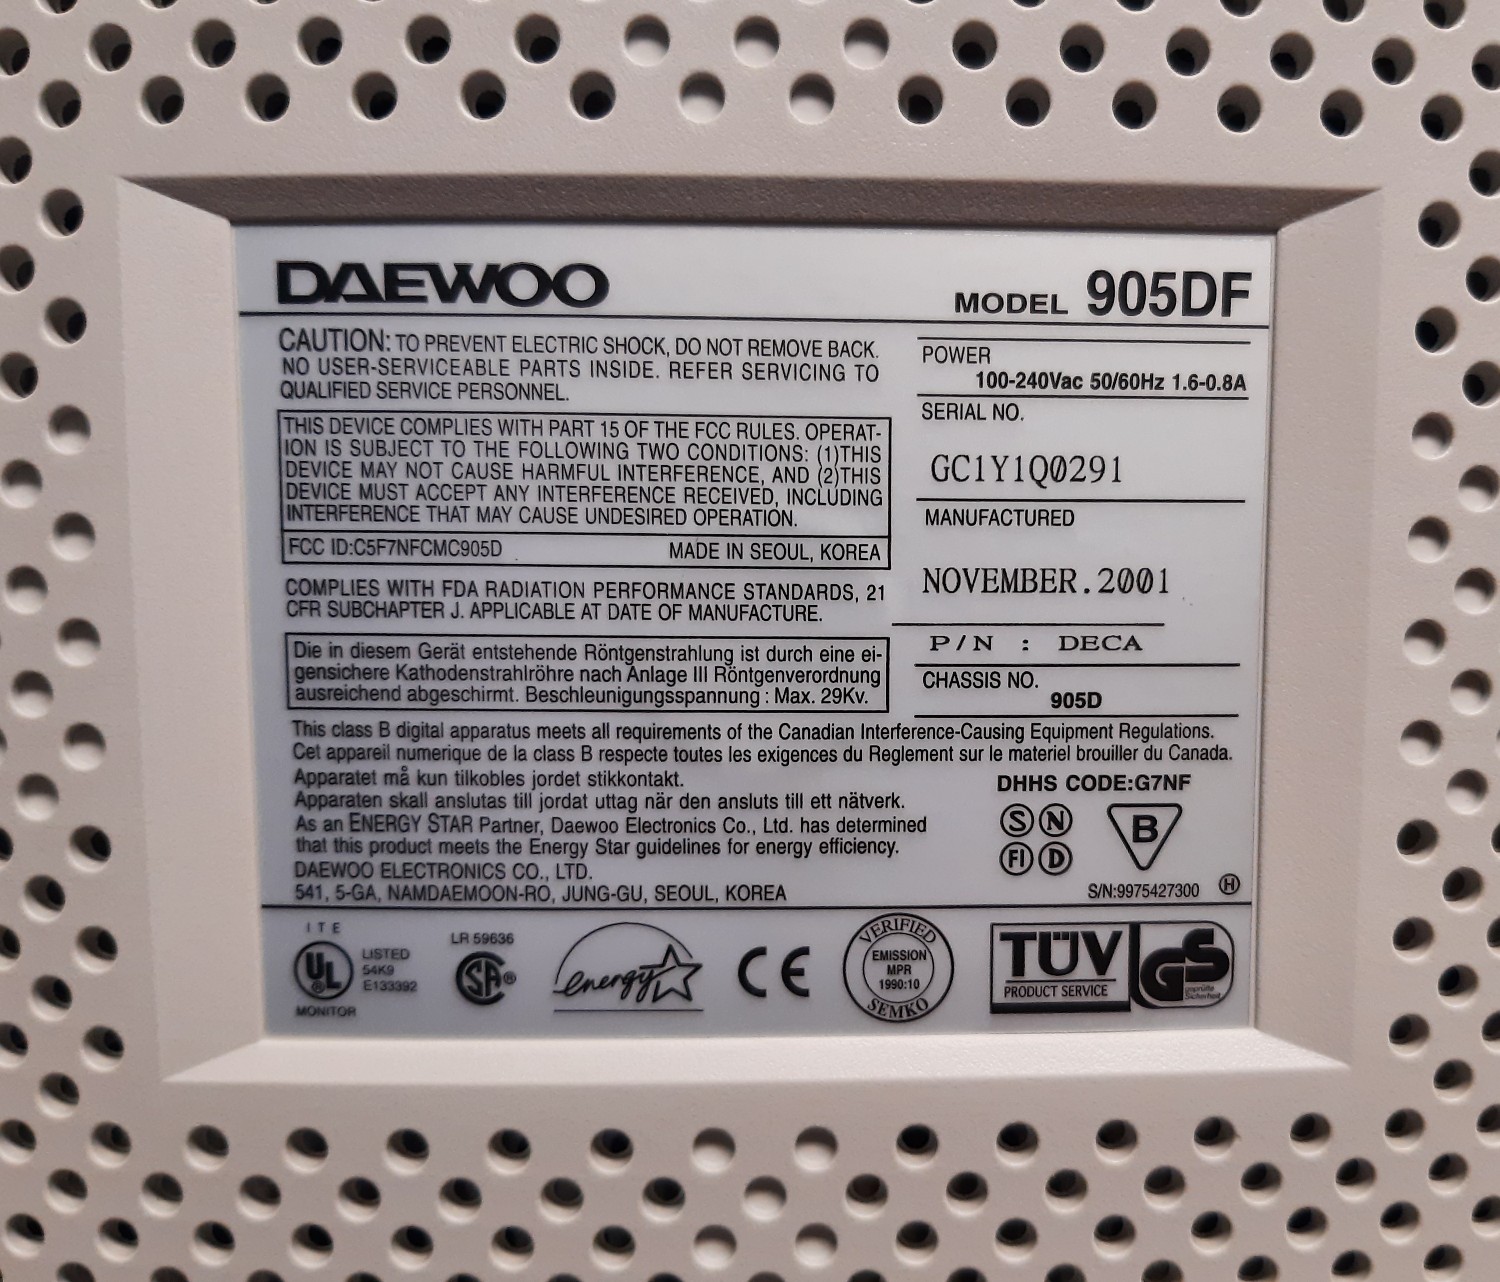 DAEWOO
MODEL 905DF
CAUTION: TO PREVENT ELECTRIC SHOCK, DO NOT REMOVE BACK.
NO USER-SERVICEABLE PARTS INSIDE. REFER SERVICING TO
QUALIFIED SERVICE PERSONNEL.
THIS DEVICE COMPLIES WITH PART 15 OF THE FCC RULES. OPERAT-
ION IS SUBJECT TO THE FOLLOWING TWO CONDITIONS: (1)THIS
DEVICE MAY NOT CAUSE HARMFUL INTERFERENCE, AND (2)THIS
DEVICE MUST ACCEPT ANY INTERFERENCE RECEIVED, INCLUDING
INTERFERENCE THAT MAY CAUSE UNDESIRED OPERATION.
FCC ID:C5F7NFCMC905D MADE IN SEOUL, KOREA
COMPLIES WITH FDA RADIATION PERFORMANCE STANDARDS, 21
CFR SUBCHAPTER J. APPLICABLE AT DATE OF MANUFACTURE.
Die in diesem Gerät entstehende Röntgenstrahlung ist durch eine ei-
gensichere Kathodenstrahlröhre nach Anlage III Röntgenverordnung
ausreichend abgeschirmt. Beschleunigungsspannung : Max. 29Kv.
POWER
100-240Vac 50/60Hz 1.6-0.8A
SERIAL NO.
GC1Y1Q0291
MANUFACTURED
NOVEMBER.2001
P/N : DECA
CHASSIS NO.
905D
This class B digital apparatus meets all requirements of the Canadian Interference-Causing Equipment Regulations.
Cet appareil numerique de la class B respecte toutes les exigences du Reglement sur le materiel brouiller du Canada.
Apparatet må kun tilkobles jordet stikkontakt.
Apparaten skall anslutas till jordat uttag när den ansluts till ett nätverk.
As an ENERGY STAR Partner, Daewoo Electronics Co., Ltd. has determined
that this product meets the Energy Star guidelines for energy efficiency.
DAEWOO ELECTRONICS CO., LTD.
541, 5-GA, NAMDAEMOON-RO, JUNG-GU, SEOUL, KOREA
DHHS CODE:G7NF
S N
FI D
B
S/N:9975427300 H
ITE
UL ®
LISTED
54K9
E133392
MONITOR
LR 59636
SA ®
energy
CE
VERIFIED
EMISSION
MPR
1990:10
SEMKO
TÜV
PRODUCT SERVICE
GS
geprüfte
Sicherheit